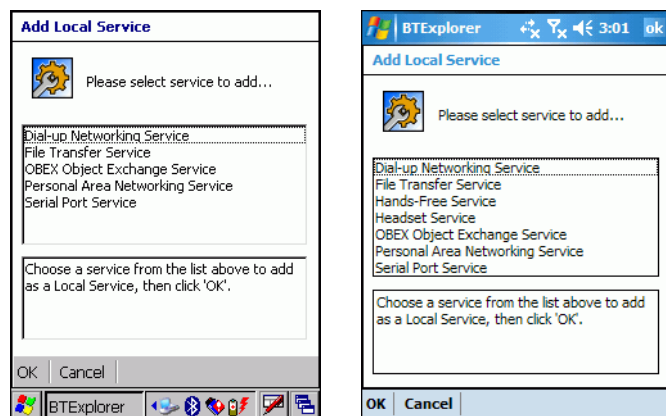 Add Local Service
Please select service to add...
Dial-up Networking Service
File Transfer Service
OBEX Object Exchange Service
Personal Area Networking Service
Serial Port Service
Choose a service from the list above to add
as a Local Service, then click 'OK'.
OK Cancel
BTExplorer
BTExplorer 3:01 ok
Add Local Service
Please select service to add...
Dial-up Networking Service
File Transfer Service
Hands-Free Service
Headset Service
OBEX Object Exchange Service
Personal Area Networking Service
Serial Port Service
Choose a service from the list above to add
as a Local Service, then click 'OK'.
OK Cancel